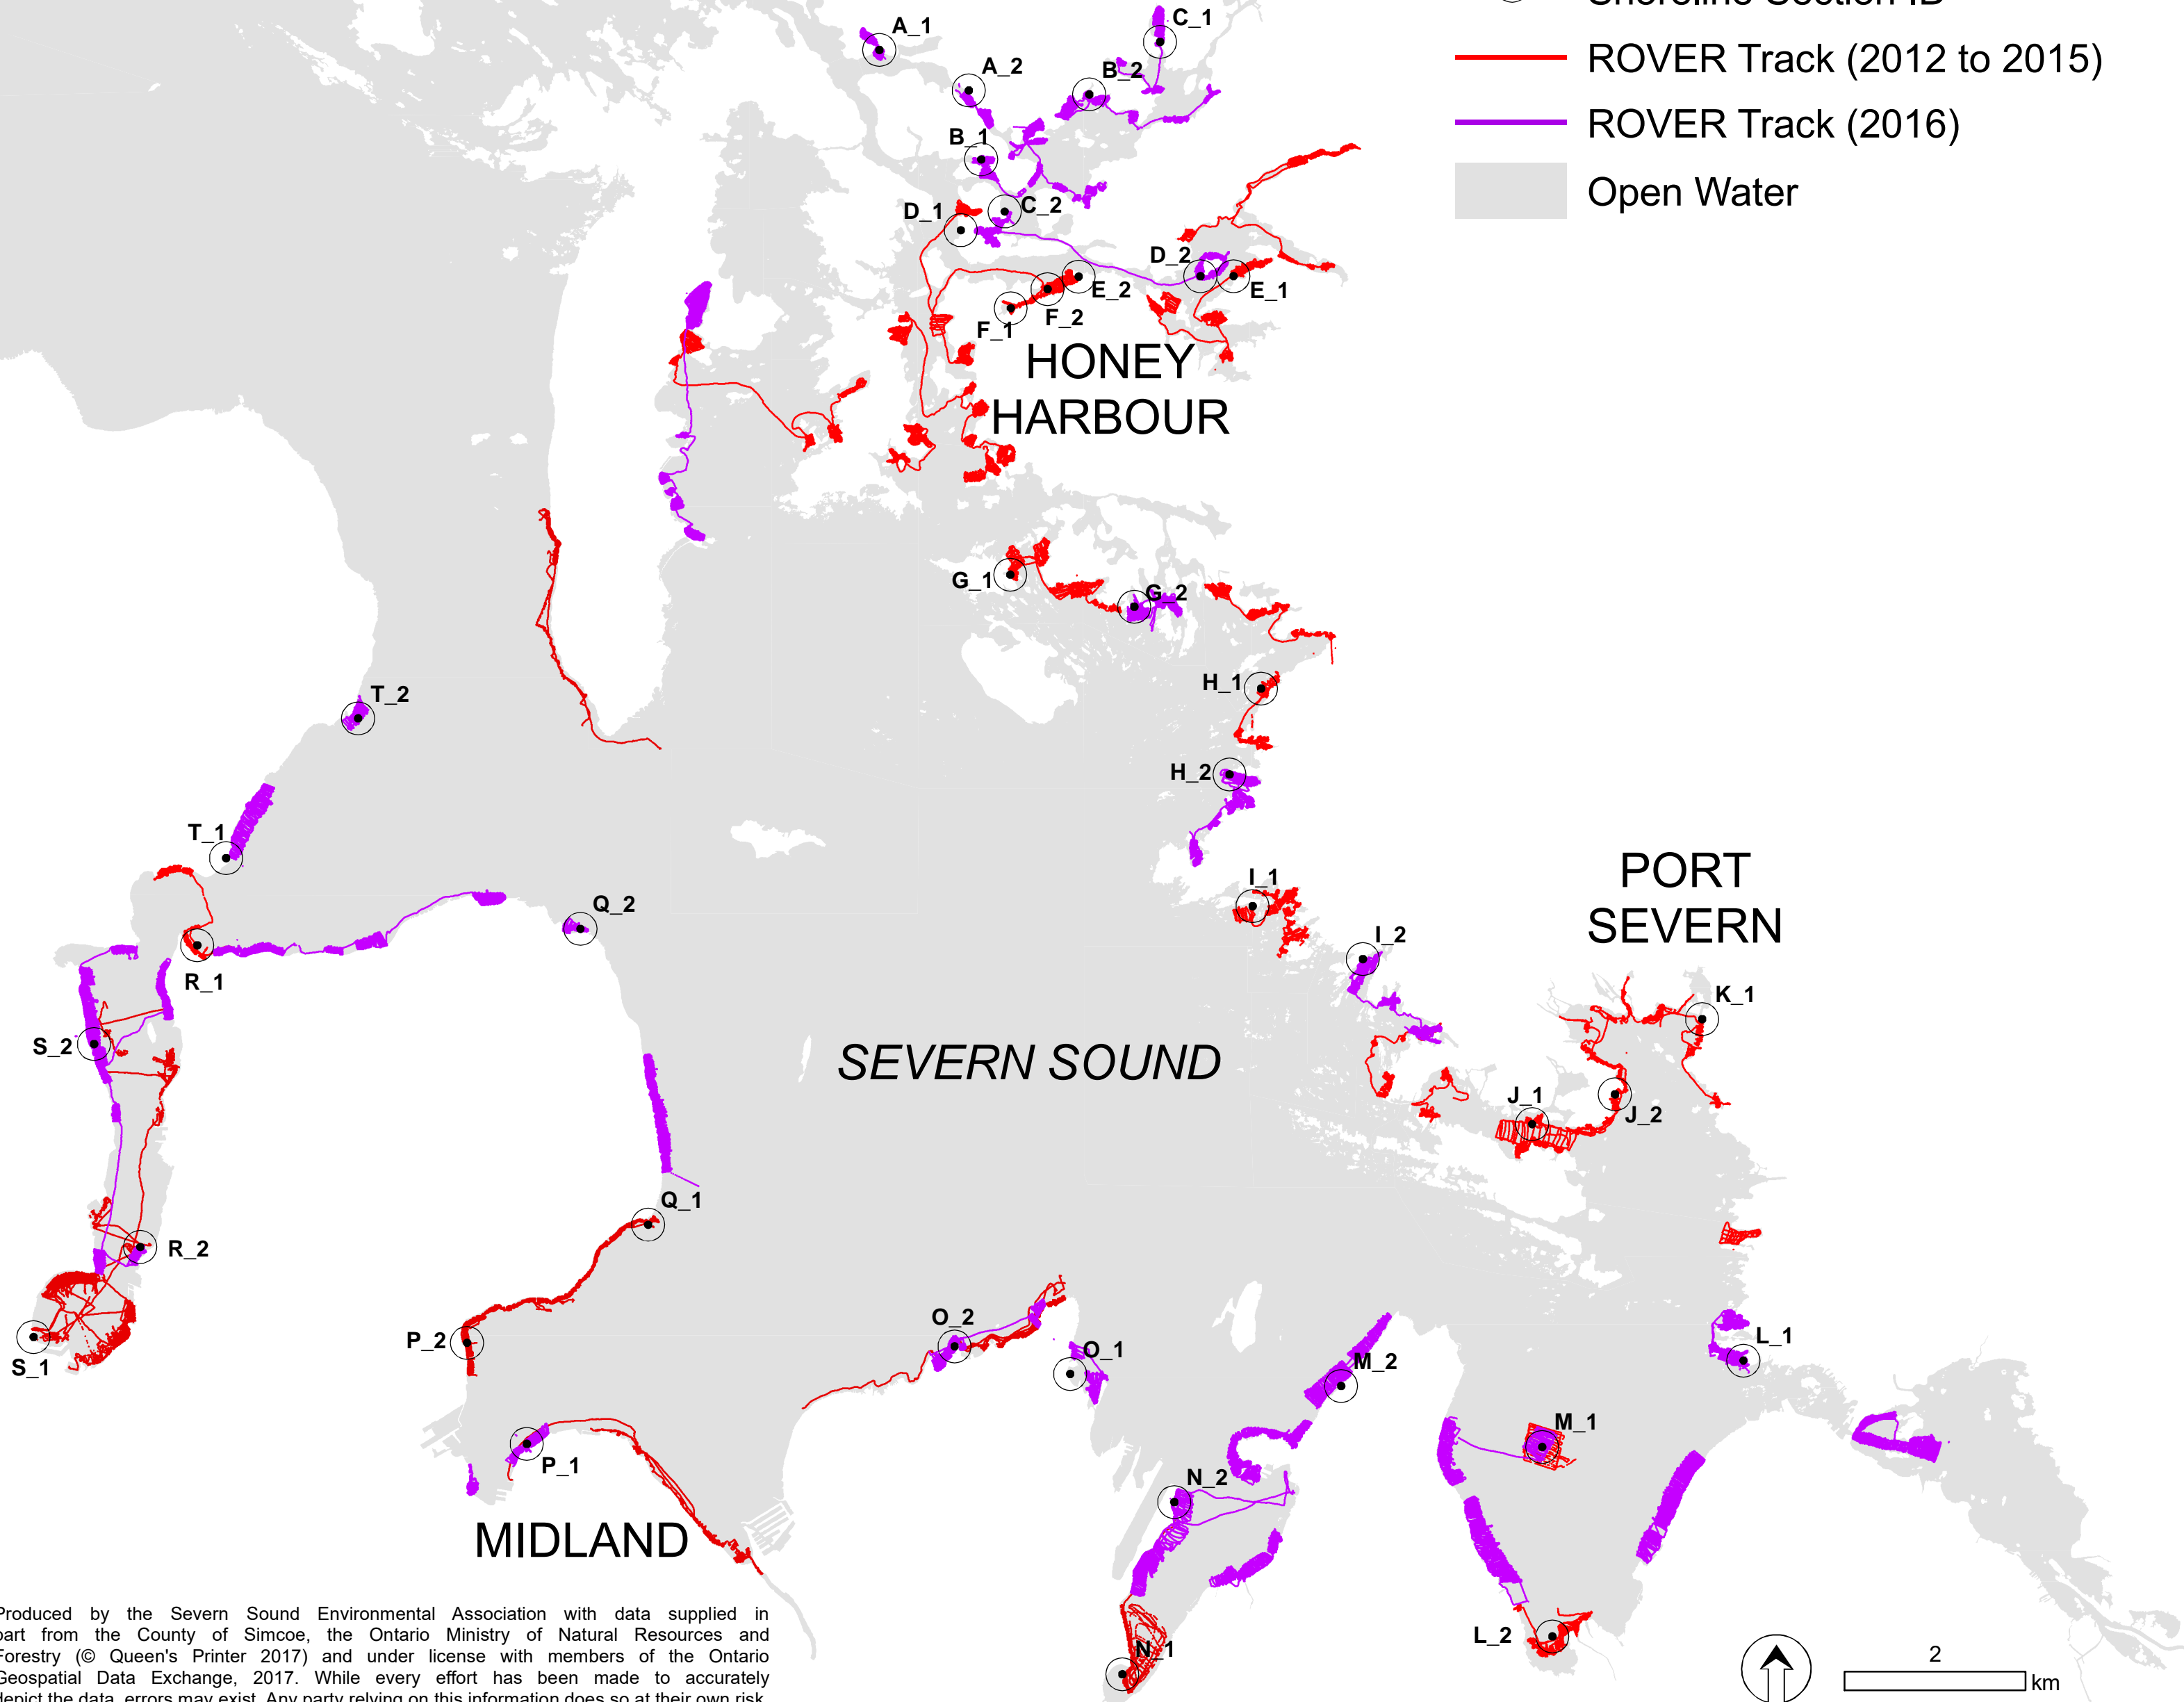 Shoreline Section ID
ROVER Track (2012 to 2015)
ROVER Track (2016)
Open Water
A_1
C_1
A_2
B_2
B_1
C_2
D_1
D_2
E_2
E_1
F_2
F_1
HONEY
HARBOUR
G_1
G_2
H_1
T_2
H_2
T_1
PORT
SEVERN
I_1
Q_2
I_2
R_1
K_1
S_2
SEVERN SOUND
J_1
J_2
Q_1
R_2
O_2
P_2
L_1
O_1
S_1
M_2
M_1
P_1
N_2
MIDLAND
L_2
N_1
2
km
Produced by the Severn Sound Environmental Association with data supplied in
part from the County of Simcoe, the Ontario Ministry of Natural Resources and
Forestry (© Queen's Printer 2017) and under license with members of the Ontario
Geospatial Data Exchange, 2017. While every effort has been made to accurately
depict the data, errors may exist. Any party relying on this information does so at their own risk.